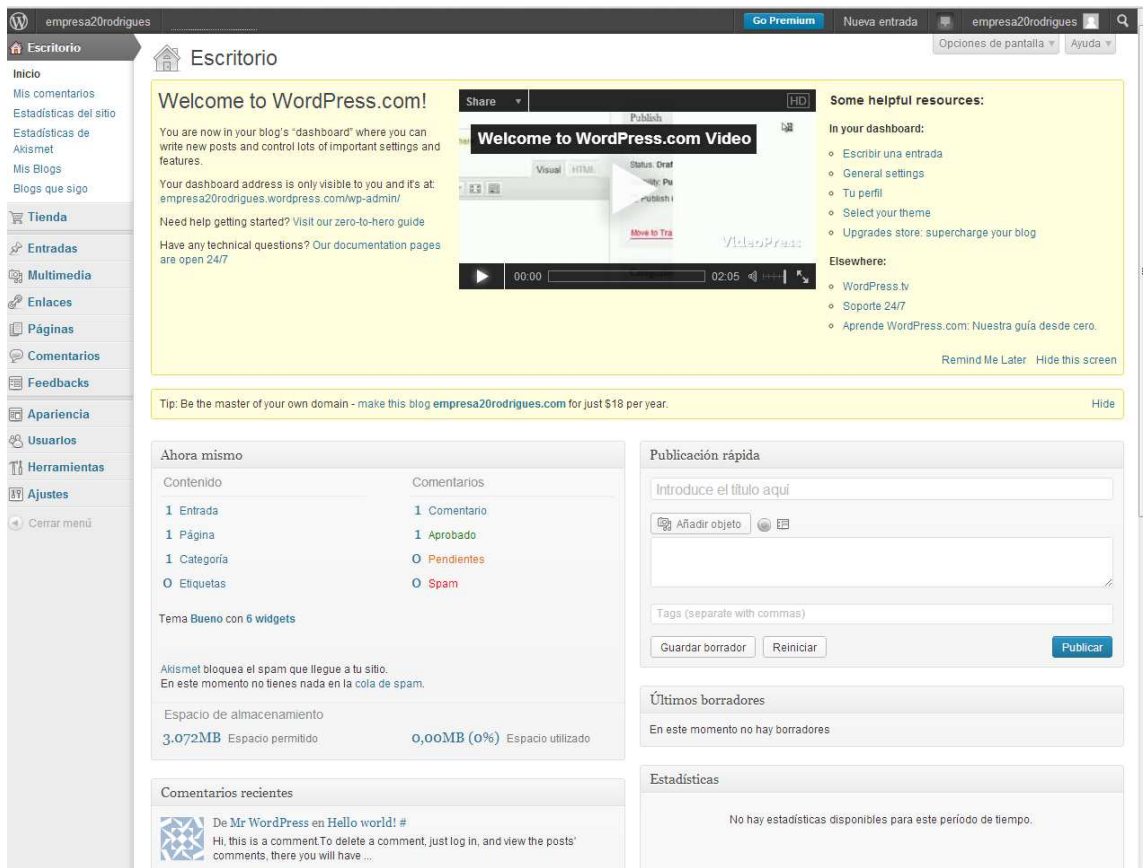 empresa20rodrigues
Go Premium
Nueva entrada
empresa20rodrigues
Escritorio
Inicio
Mis comentarios
Estadísticas del sitio
Estadísticas de
Akismet
Mis Blogs
Blogs que sigo
Tienda
Entradas
Multimedia
Enlaces
Páginas
Comentarios
Feedbacks
Apariencia
Usuarios
Herramientas
Ajustes
Cerrar menú
Opciones de pantalla
Ayuda
Escritorio
Welcome to WordPress.com!
You are now in your blog's "dashboard" where you can
write new posts and control lots of important settings and
features.
Your dashboard address is only visible to you and it's at:
empresa20rodrigues.wordpress.com/wp-admin/
Need help getting started? Visit our zero-to-hero guide
Have any technical questions? Our documentation pages
are open 24/7
Share
HD
Publish
Welcome to WordPress.com Video
Visual HTML
Status: Draf
Publish
Move to Tra
VideoPress
00:00
02:05
Some helpful resources:
In your dashboard:
Escribir una entrada
General settings
Tu perfil
Select your theme
Upgrades store: supercharge your blog
Elsewhere:
WordPress.tv
Soporte 24/7
Aprende WordPress.com: Nuestra guía desde cero.
Remind Me Later Hide this screen
Tip: Be the master of your own domain - make this blog empresa20rodrigues.com for just $18 per year.
Hide
Ahora mismo
Contenido
Comentarios
1 Entrada
1 Comentario
1 Página
1 Aprobado
1 Categoría
0 Pendientes
0 Etiquetas
0 Spam
Tema Bueno con 6 widgets
Akismet bloquea el spam que llegue a tu sitio.
En este momento no tienes nada en la cola de spam.
Espacio de almacenamiento
3.072MB Espacio permitido
0,00MB (0%) Espacio utilizado
Comentarios recientes
De Mr WordPress en Hello world! #
Hi, this is a comment.To delete a comment, just log in, and view the posts'
comments, there you will have ...
Publicación rápida
Introduce el título aquí
Añadir objeto
Tags (separate with commas)
Guardar borrador
Reiniciar
Publicar
Últimos borradores
En este momento no hay borradores
Estadísticas
No hay estadísticas disponibles para este período de tiempo.